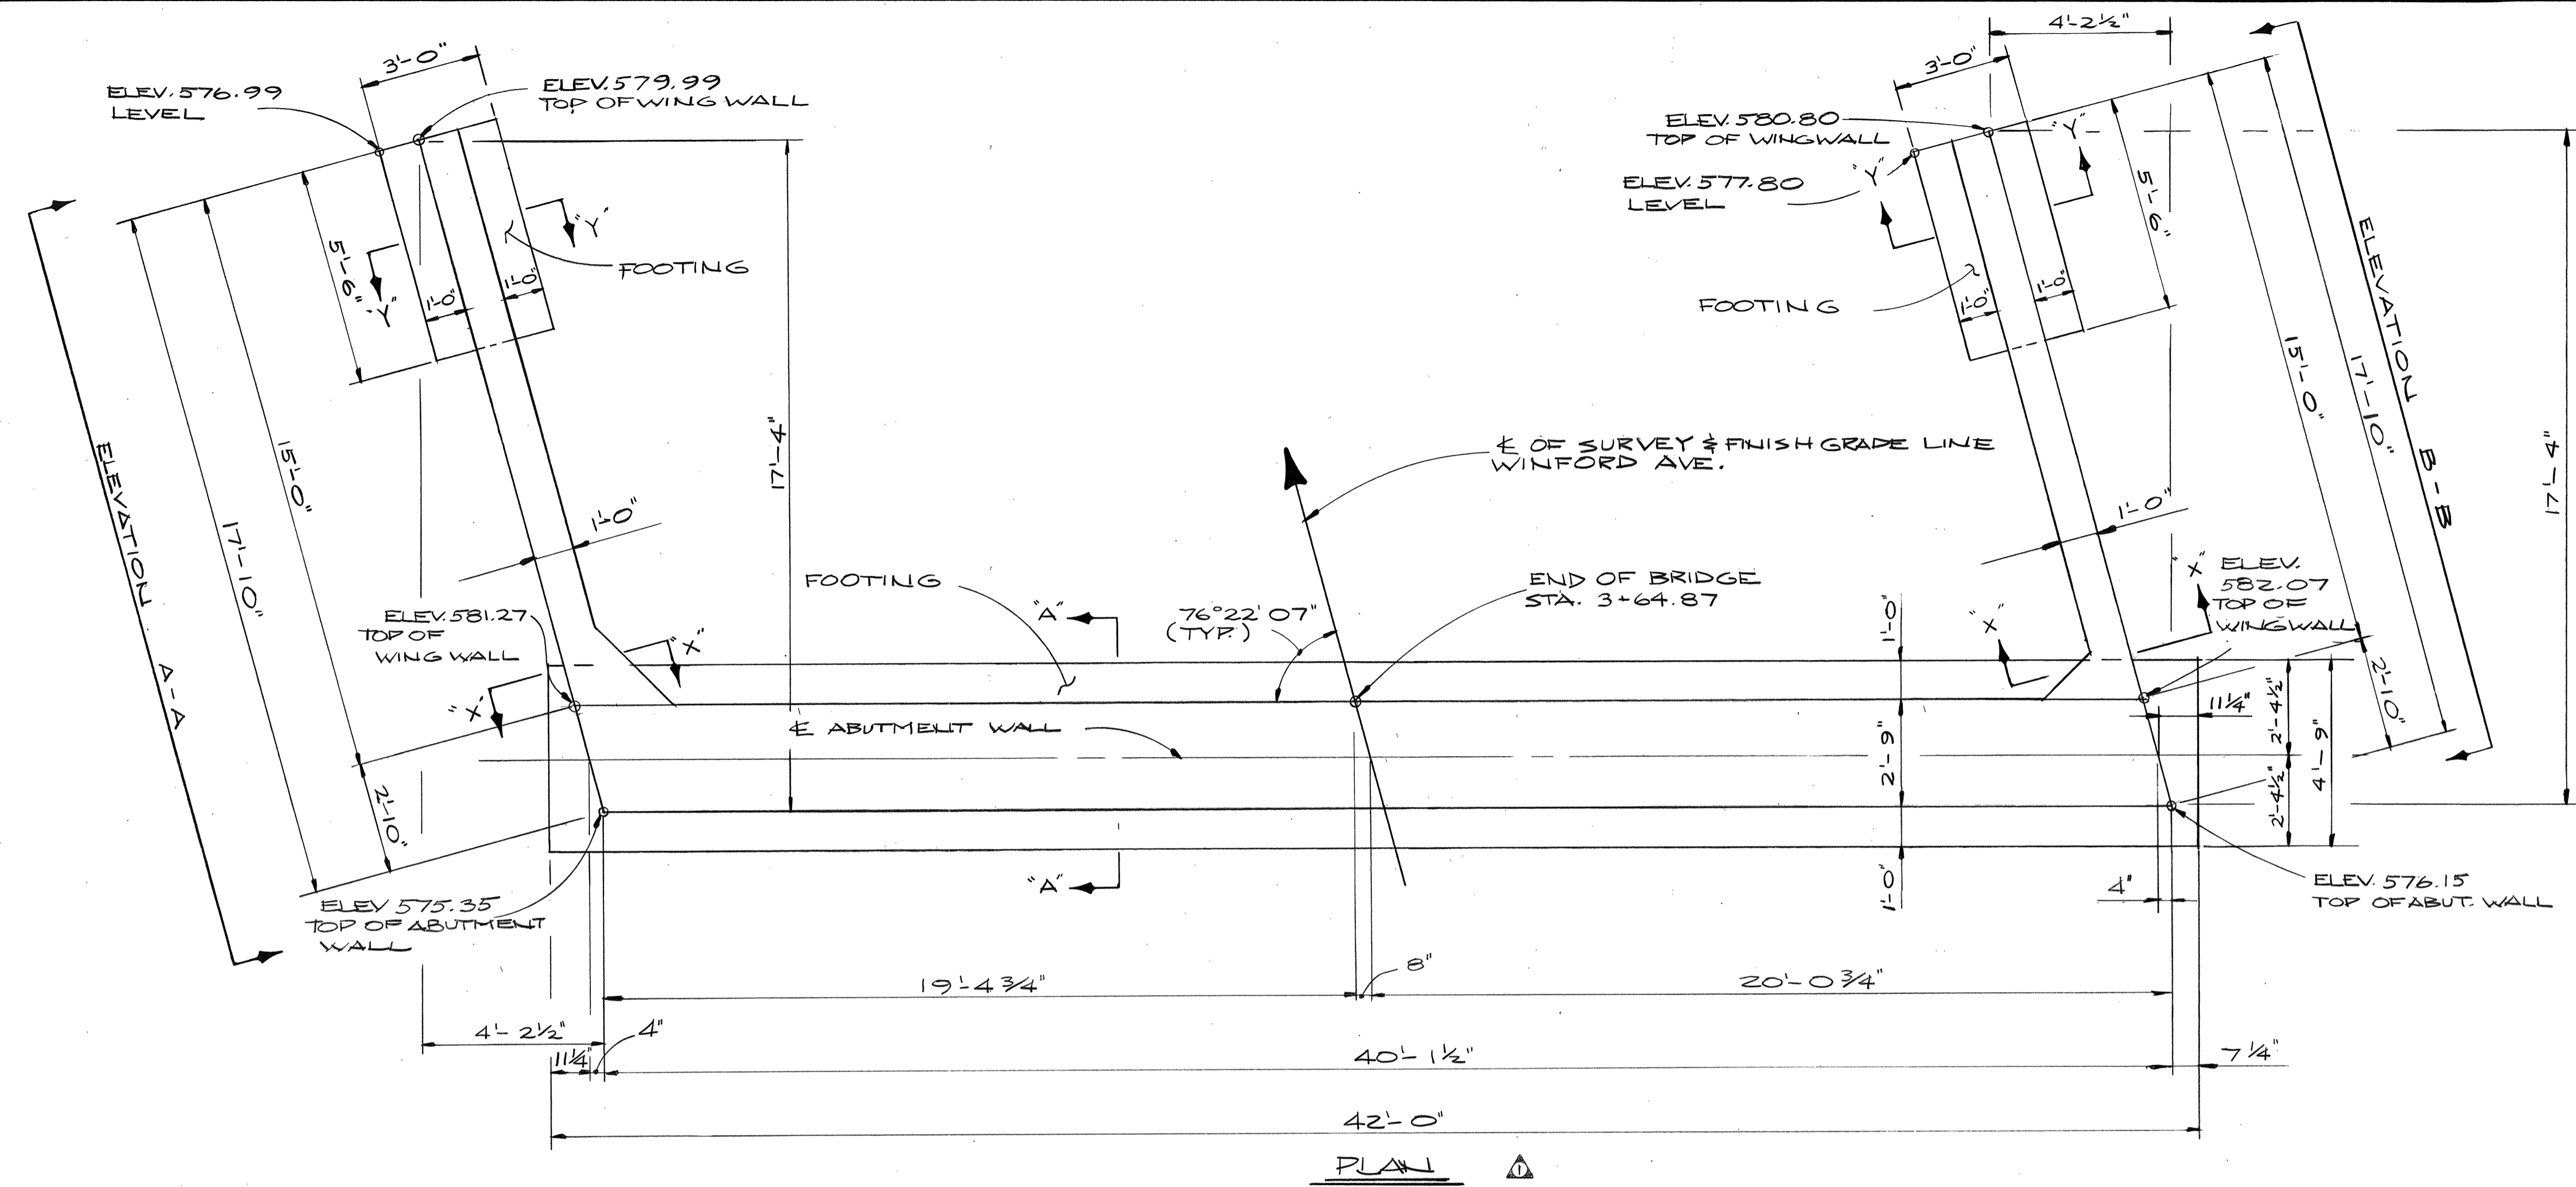 4'-2½"
3'-0"
3'-0"
ELEV. 576.99
LEVEL
ELEV. 579.99
TOP OF WING WALL
ELEV. 580.80
TOP OF WINGWALL
ELEV. 577.80
LEVEL
"Y"
"Y"
"Y"
"Y"
5'-6"
5'-6"
FOOTING
FOOTING
1'-0"
1'-0"
1'-0"
1'-0"
ELEVATION A-A
ELEVATION B-B
15'-0"
17'-10"
15'-0"
17'-10"
17'-4"
17'-4"
℄ OF SURVEY & FINISH GRADE LINE
WINFORD AVE.
1'-0"
1'-0"
FOOTING
"A"
76°22'07"
(TYP.)
END OF BRIDGE
STA. 3+64.87
ELEV. 581.27
TOP OF
WING WALL
"X"
"X"
"X"
"X"
ELEV.
582.07
TOP OF
WINGWALL
1'-0"
2'-9"
1'-0"
11¼"
2'-4½"
2'-4½"
4'-9"
2'-10"
2'-10"
℄ ABUTMENT WALL
"A"
ELEV 575.35
TOP OF ABUTMENT
WALL
4"
ELEV. 576.15
TOP OF ABUT. WALL
19'-4¾"
8"
20'-0¾"
4'-2½"
4"
11¼"
40'-1½"
7¼"
42'-0"
PLAN
1